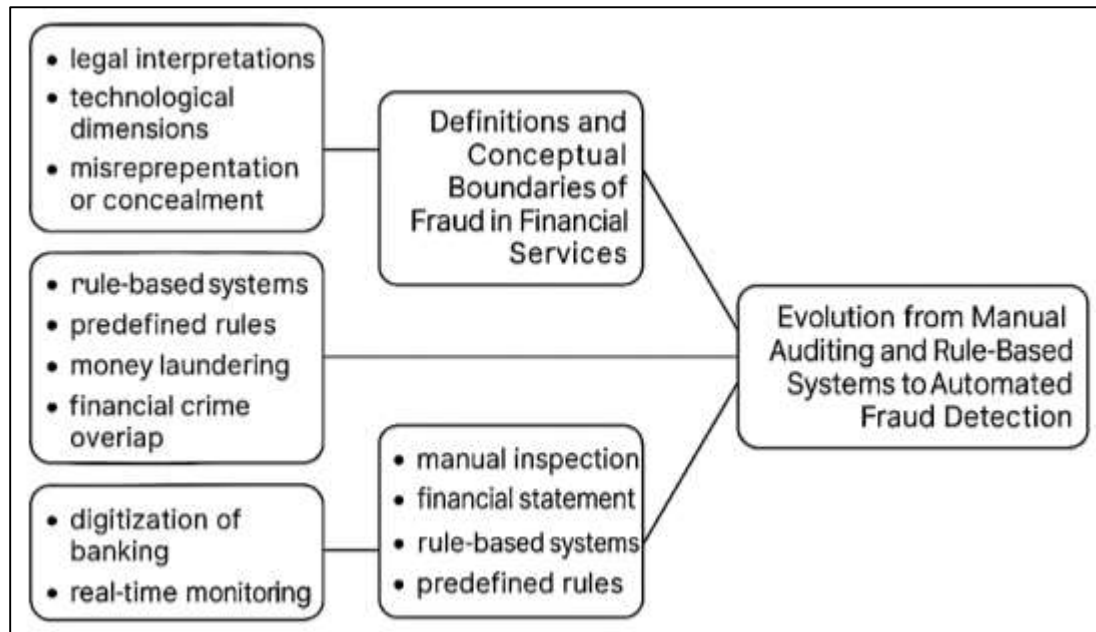 • legal interpretations
• technological
dimensions
• misreprepentation
or concealment
Definitions and
Conceptual
Boundaries of
Fraud in Financial
Services
• rule-based systems
• predefined rules
• money laundering
• financial crime
overiap
Evolution from Manual
Auditing and Rule-Based
Systems to Automated
Fraud Detection
• digitization of
banking
• real-time monitoring
• manual inspection
• financial statement
• rule-based systems
• predefined rules